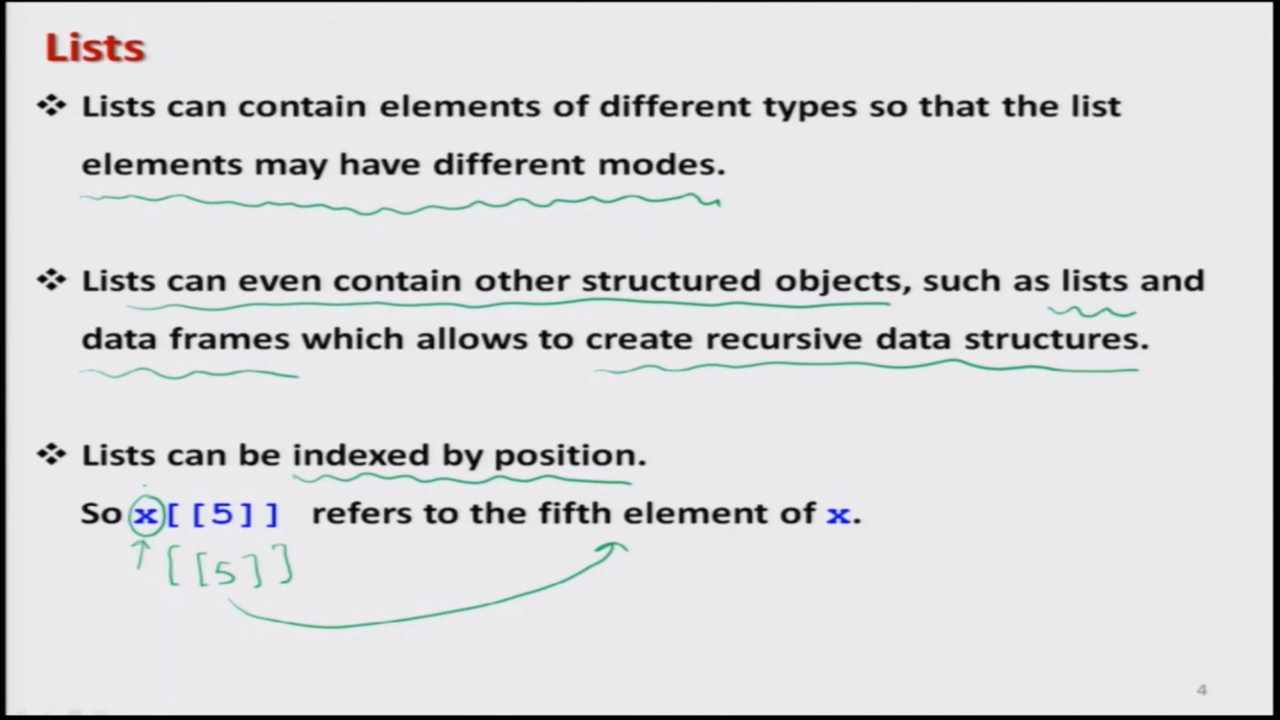 Lists
❖ Lists can contain elements of different types so that the list
elements may have different modes.
❖ Lists can even contain other structured objects, such as lists and
data frames which allows to create recursive data structures.
❖ Lists can be indexed by position.
So x[[5]] refers to the fifth element of x.
[[5]]
4